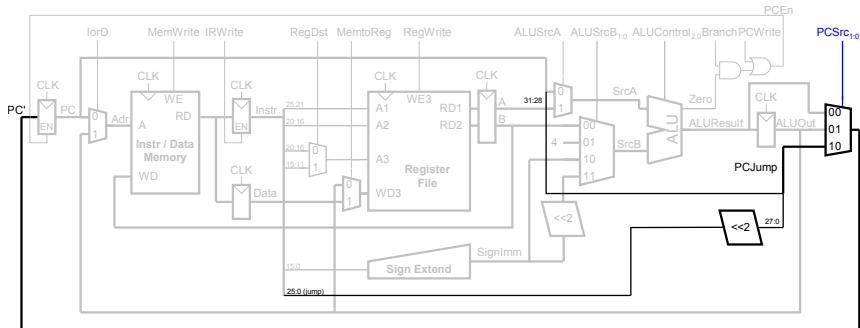 PCEn
IorD MemWrite IRWrite RegDst MemtoReg RegWrite ALUSrcA ALUSrcB1:0 ALUControl2:0 Branch PCWrite PCSrc1:0
CLK CLK CLK CLK CLK CLK
PC' PC EN
0 1 Adr
WE
A RD
Instr / Data
Memory
WD
EN Instr
CLK
Data
25:21
20:16
20:16
15:11
0 1
0 1
WE3
A1 RD1
A2 RD2
A3
Register
File
WD3
A
B
31:28
0 1
SrcA
4
00
01
10
11
SrcB
ALU
Zero
ALUResult
ALUOut
00
01
10
PCJump
<<2
<<2
27:0
SignImm
15:0
Sign Extend
25:0 (jump)